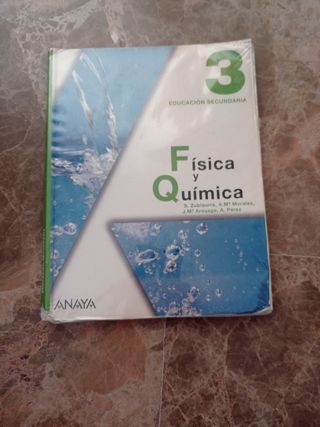 3
EDUCACIÓN SECUNDARIA
Física
y
Química
S. Zubiaurre, A.Mª Morales,
J.Mª Arsuaga, A. Pérez
ANAYA